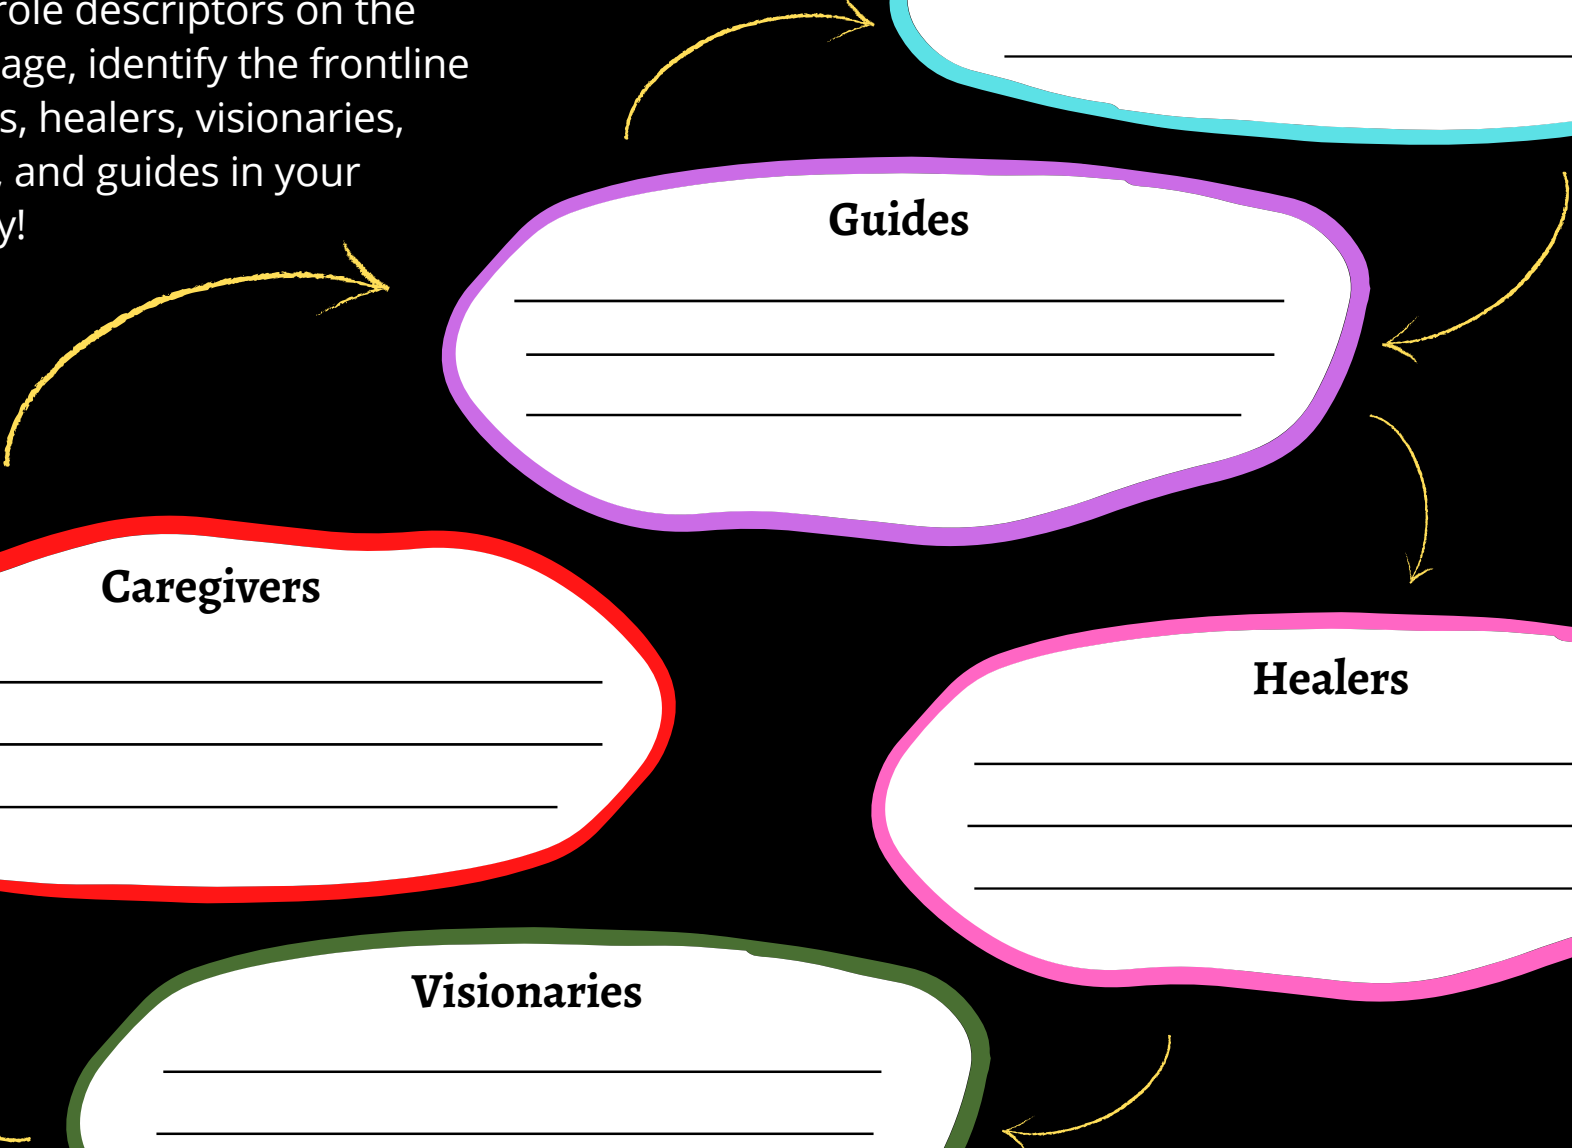 role descriptors on the
age, identify the frontline
s, healers, visionaries,
, and guides in your
y!
Guides
Caregivers
Healers
Visionaries